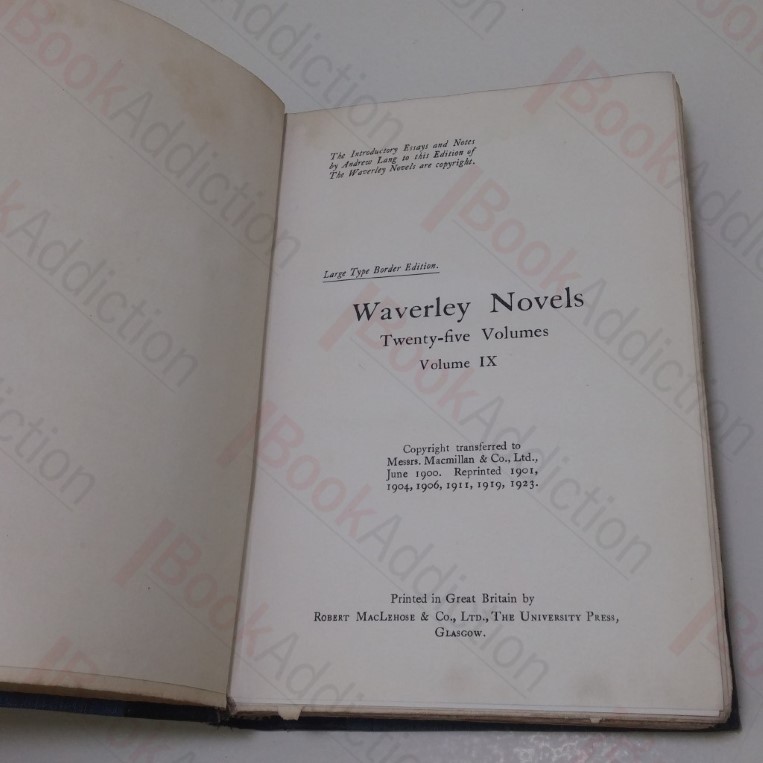 The Introductory Essays and Notes
by Andrew Lang to this Edition of
The Waverley Novels are copyright.
Large Type Border Edition.
Waverley Novels
Twenty-five Volumes
Volume IX
Copyright transferred to
Messrs. Macmillan & Co., Ltd.,
June 1900. Reprinted 1901,
1904, 1906, 1911, 1919, 1923.
Printed in Great Britain by
Robert MacLehose & Co., Ltd., The University Press,
Glasgow.
BookAddiction